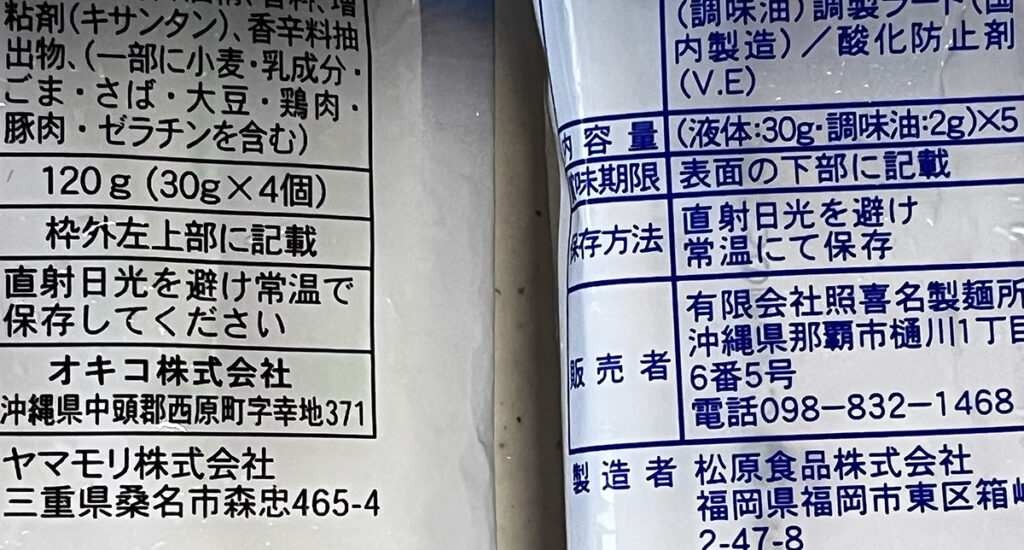 粘剤(キサンタン)、香辛料抽
出物、(一部に小麦・乳成分・
ごま・さば・大豆・鶏肉・
豚肉・ゼラチンを含む)
120g (30g×4個)
枠外左上部に記載
直射日光を避け常温で
保存してください
オキコ株式会社
沖縄県中頭郡西原町字幸地371
ヤマモリ株式会社
三重県桑名市森忠465-4
(調味油)調製ラード(国
内製造)／酸化防止剤
(V.E)
内容量 (液体:30g・調味油:2g)×5
味期限 表面の下部に記載
保存方法 直射日光を避け
常温にて保存
販売者 有限会社照喜名製麺所
沖縄県那覇市樋川1丁目
6番5号
電話098-832-1468
製造者 松原食品株式会社
福岡県福岡市東区箱崎
2-47-8